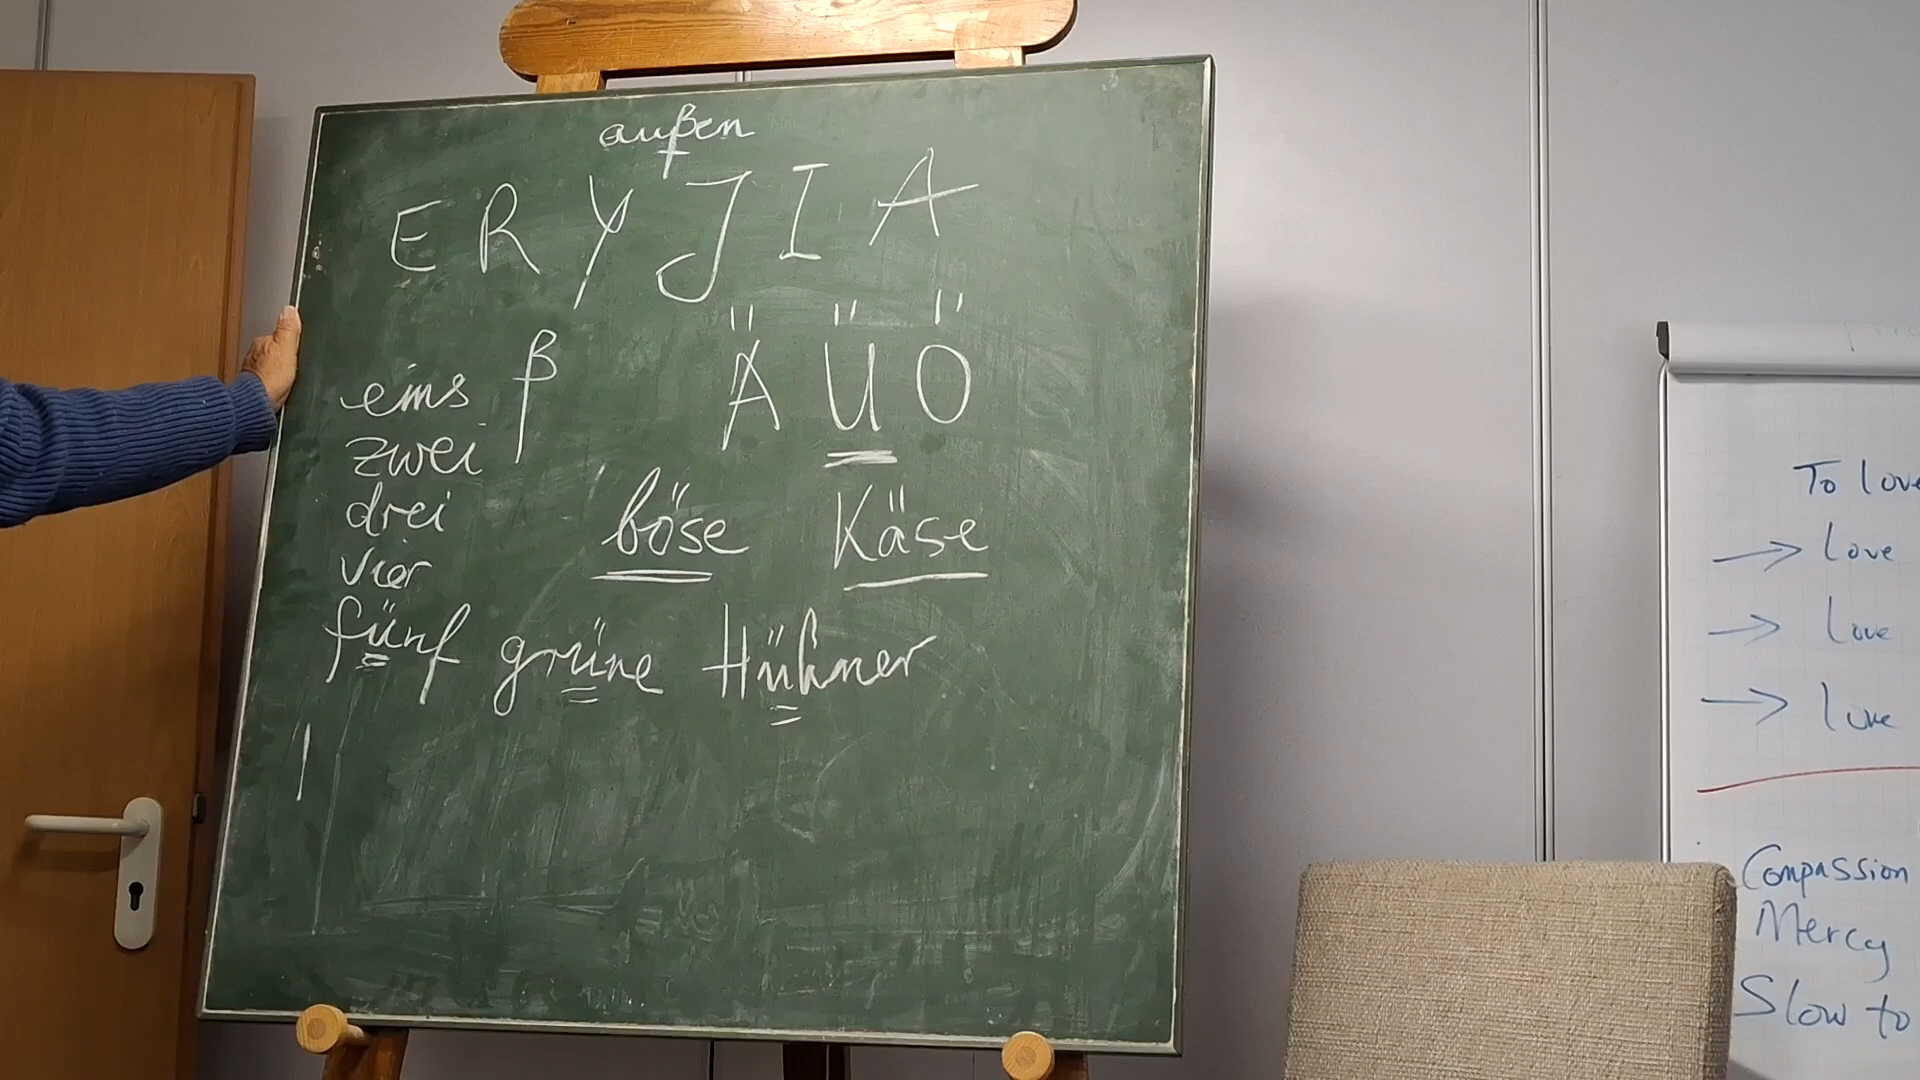 außen
E R Y J I A
ß Ä Ü Ö
eins
zwei
drei
vier
böse Käse
fünf grüne Hühner
To love
→ Love
→ Love
→ Love
Compassion
Mercy
Slow to